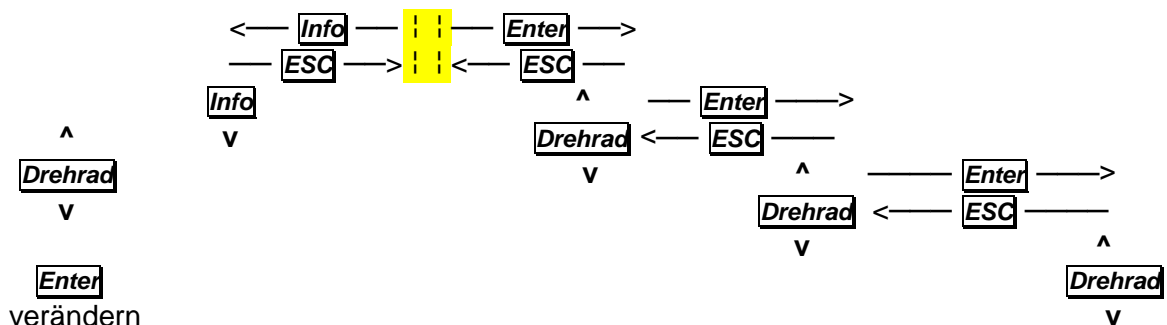 <—— Info —— ¦ ¦ —— Enter ——>
—— ESC ——> ¦ ¦ <—— ESC ——
Info ^ —— Enter ——>
^ v Drehrad <—— ESC ——
Drehrad v ^ —— Enter ——>
v Drehrad <—— ESC ——
v ^
Enter Drehrad
verändern v